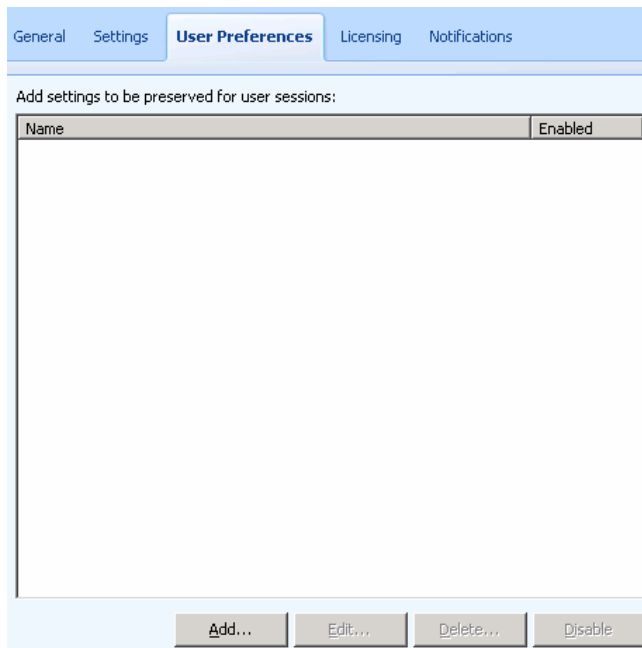 General Settings User Preferences Licensing Notifications
Add settings to be preserved for user sessions:
Name Enabled
Add... Edit... Delete... Disable